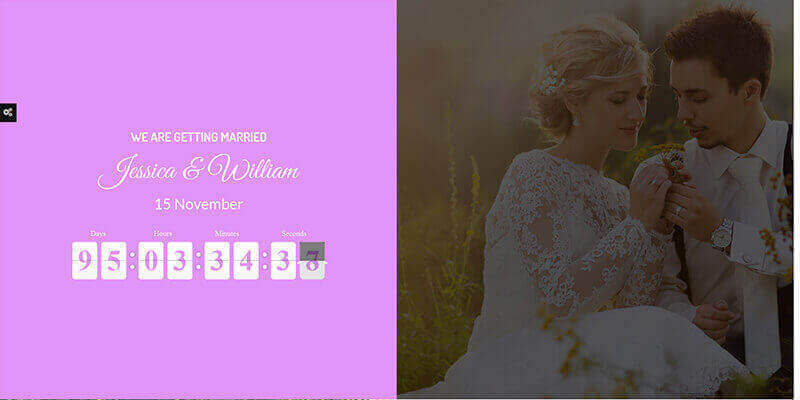 WE ARE GETTING MARRIED
Jessica & William
15 November
Days Hours Minutes Seconds
95:03:34:3